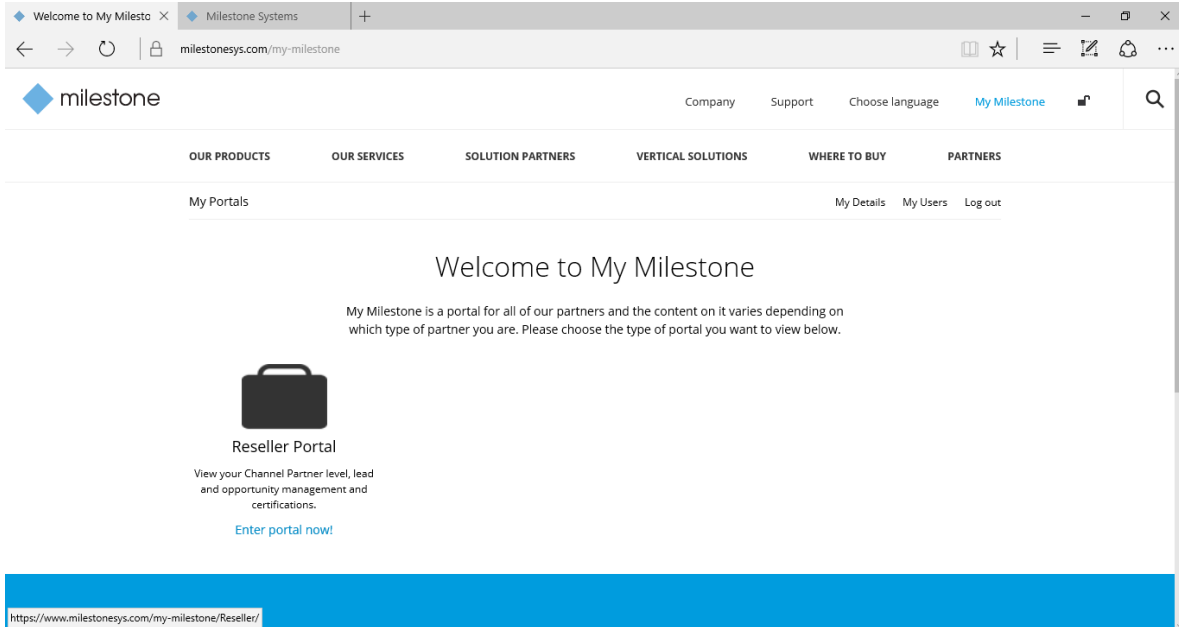 Welcome to My Milesto
Milestone Systems
milestonesys.com/my-milestone
milestone
Company Support Choose language My Milestone
OUR PRODUCTS OUR SERVICES SOLUTION PARTNERS VERTICAL SOLUTIONS WHERE TO BUY PARTNERS
My Portals My Details My Users Log out
Welcome to My Milestone
My Milestone is a portal for all of our partners and the content on it varies depending on
which type of partner you are. Please choose the type of portal you want to view below.
Reseller Portal
View your Channel Partner level, lead
and opportunity management and
certifications.
Enter portal now!
https://www.milestonesys.com/my-milestone/Reseller/